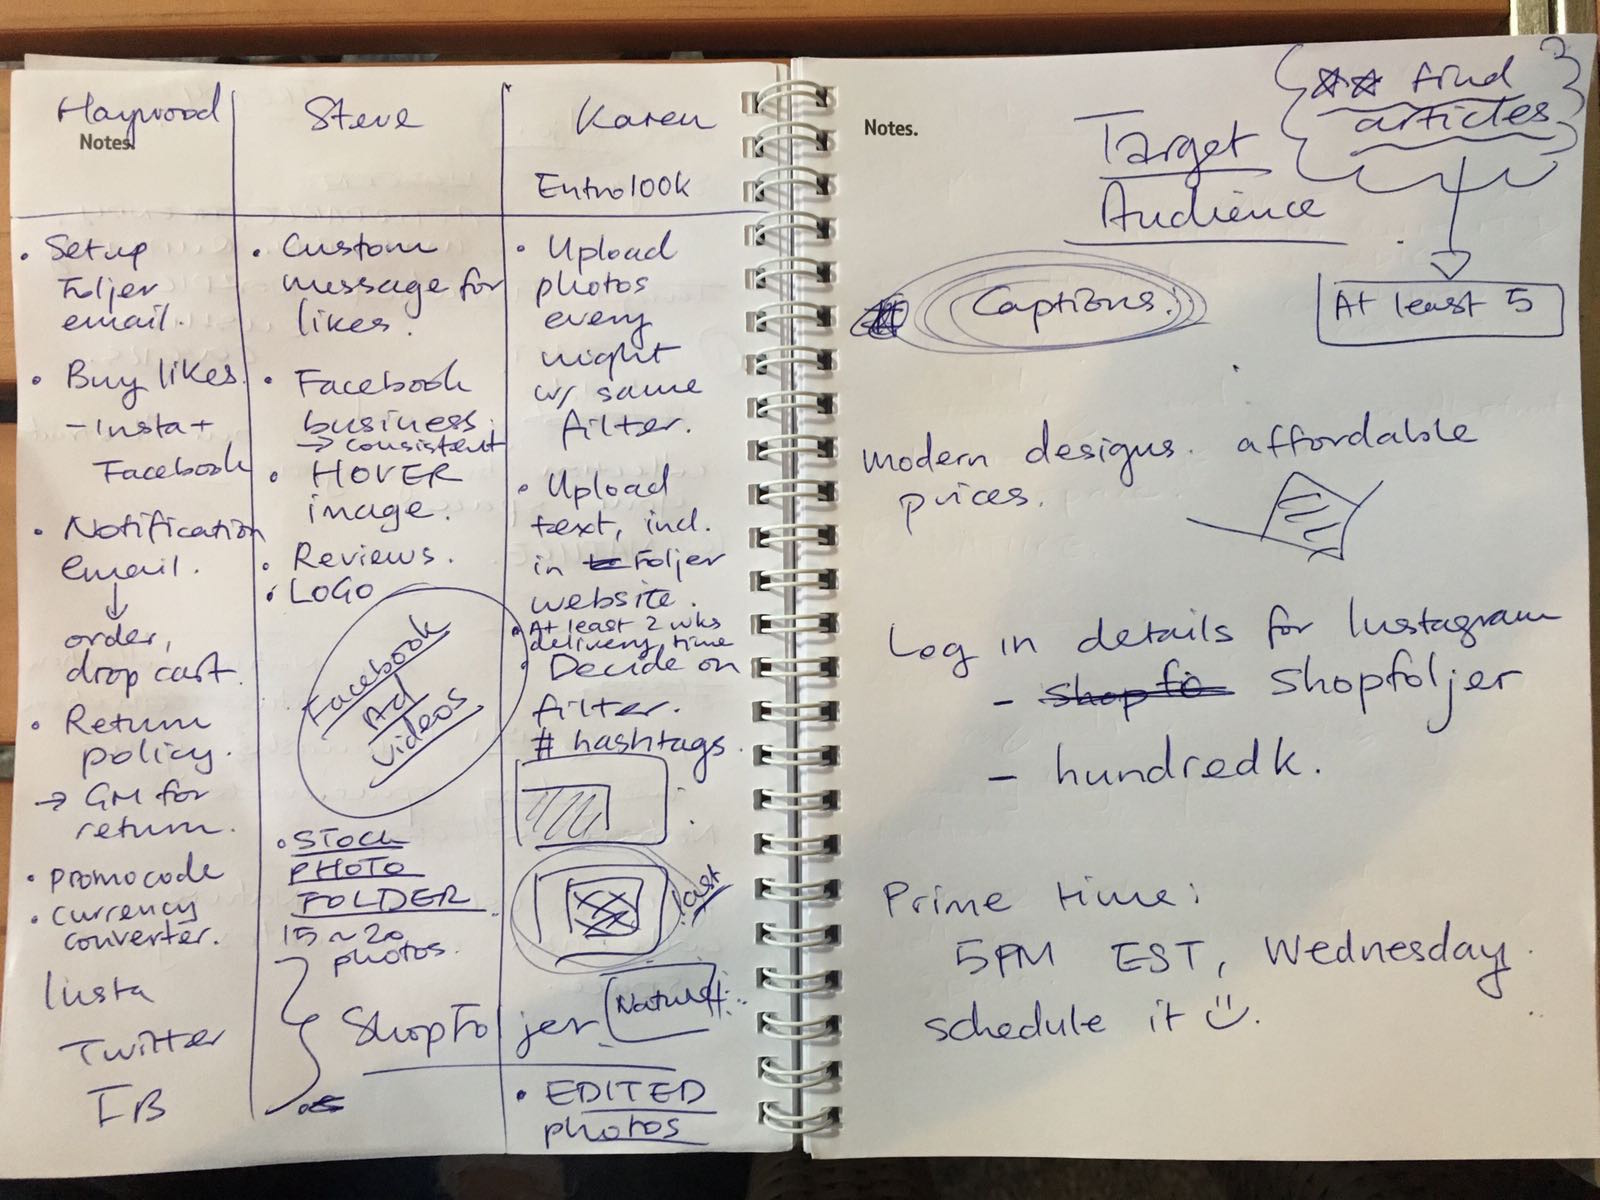 Haywood
Notes.
Set up
Foljer
email.
Buy likes.
- Insta +
Facebook
Notification
email.
order,
drop cart.
Return
policy.
→ GM for
return.
promocode
currency
converter.
Insta
Twitter
Steve
Custom
message for
likes.
Facebook
business.
→ consistent
HOVER
image.
Reviews.
LOGO
Facebook
Ad
videos
STOCK
PHOTO
FOLDER
15 ~ 20
photos.
ShopFoljer
Karen
Entro100k
Upload
photos
every
night
w/ same
filter.
Upload
text, incl.
in Foljer
website.
At least 2 wks
delivery time
Decide on
filter.
# hashtags.
last
EDITED
photos
Notes.
Target
Audience
find
articles
At least 5
Captions!
modern designs. affordable
prices.
Log in details for Instagram
- shopfo shopfoljer
- hundredk.
Prime time:
5PM EST, Wednesday.
schedule it